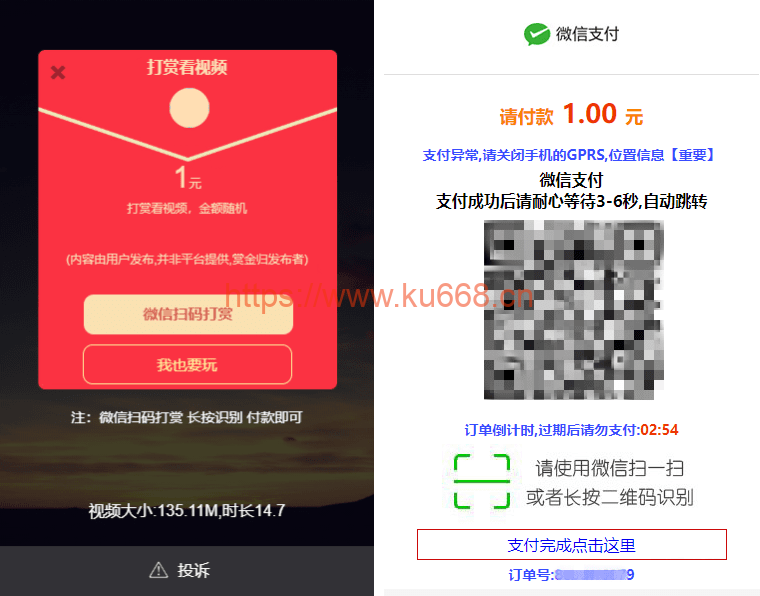 打赏看视频
1元
打赏看视频，金额随机
(内容由用户发布,并非平台提供,赏金归发布者)
微信扫码打赏
我也要玩
注：微信扫码打赏 长按识别 付款即可
视频大小:135.11M,时长14.7
投诉
微信支付
请付款 1.00 元
支付异常,请关闭手机的GPRS,位置信息【重要】
微信支付
支付成功后请耐心等待3-6秒,自动跳转
https://www.ku668.cn
订单倒计时,过期后请勿支付:02:54
请使用微信扫一扫
或者长按二维码识别
支付完成点击这里
订单号: